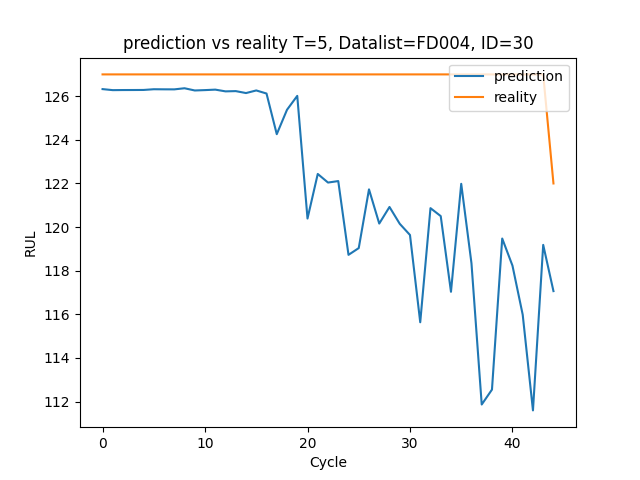 prediction vs reality T=5, Datalist=FD004, ID=30
prediction
reality
126
124
122
120
118
116
114
112
RUL
0 10 20 30 40
Cycle